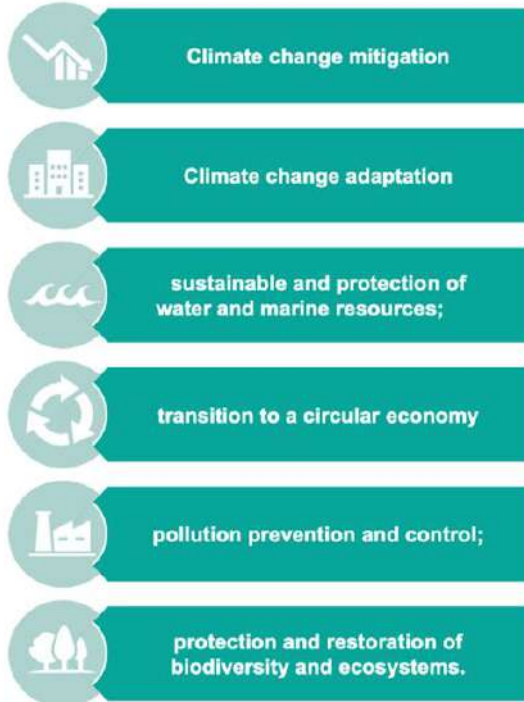 Climate change mitigation
Climate change adaptation
sustainable and protection of
water and marine resources;
transition to a circular economy
pollution prevention and control;
protection and restoration of
biodiversity and ecosystems.